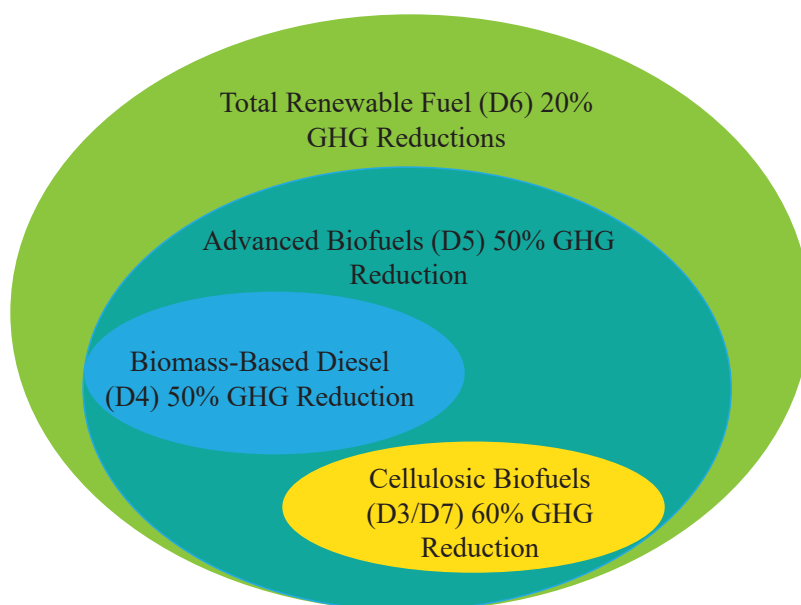 Total Renewable Fuel (D6) 20%
GHG Reductions
Advanced Biofuels (D5) 50% GHG
Reduction
Biomass-Based Diesel
(D4) 50% GHG Reduction
Cellulosic Biofuels
(D3/D7) 60% GHG
Reduction